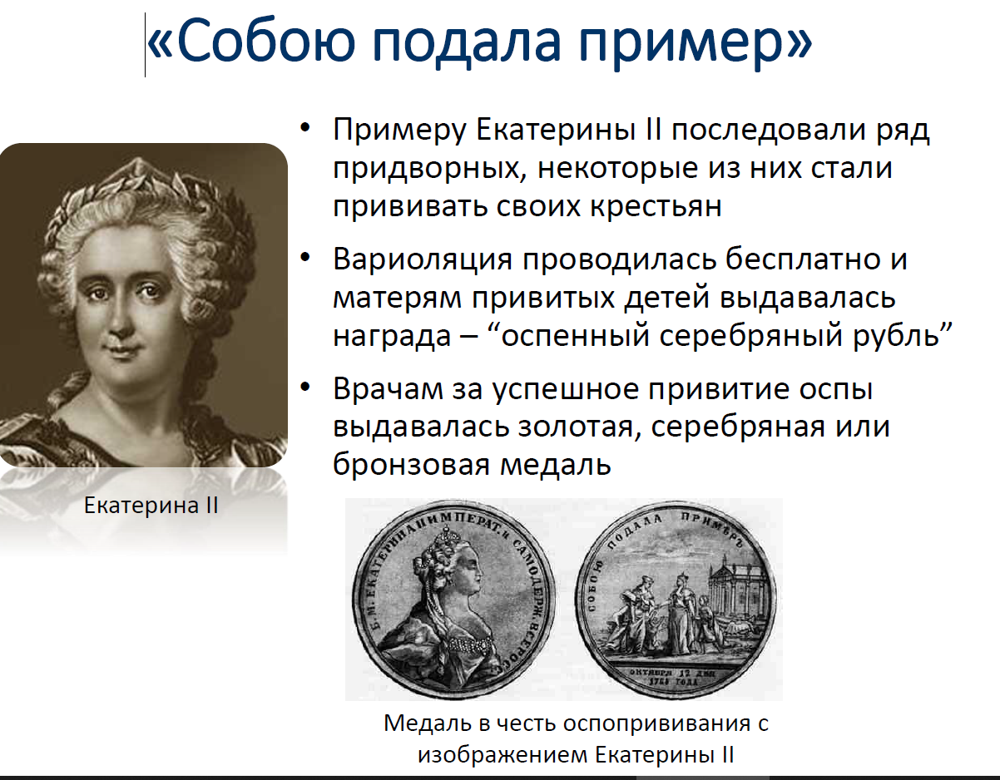 «Собою подала пример»
• Примеру Екатерины II последовали ряд
придворных, некоторые из них стали
прививать своих крестьян
• Вариоляция проводилась бесплатно и
матерям привитых детей выдавалась
награда – “оспенный серебряный рубль”
• Врачам за успешное привитие оспы
выдавалась золотая, серебряная или
бронзовая медаль
Екатерина II
Б. М. ЕКАТЕРИНА II ИМПЕРАТ. И САМОДЕРЖ. ВСЕРОСС.
СОБОЮ ПОДАЛА ПРИМѢРЪ
ОКТЯБРЯ 12 ДНЯ
1768 ГОДА
Медаль в честь оспопрививания с
изображением Екатерины II